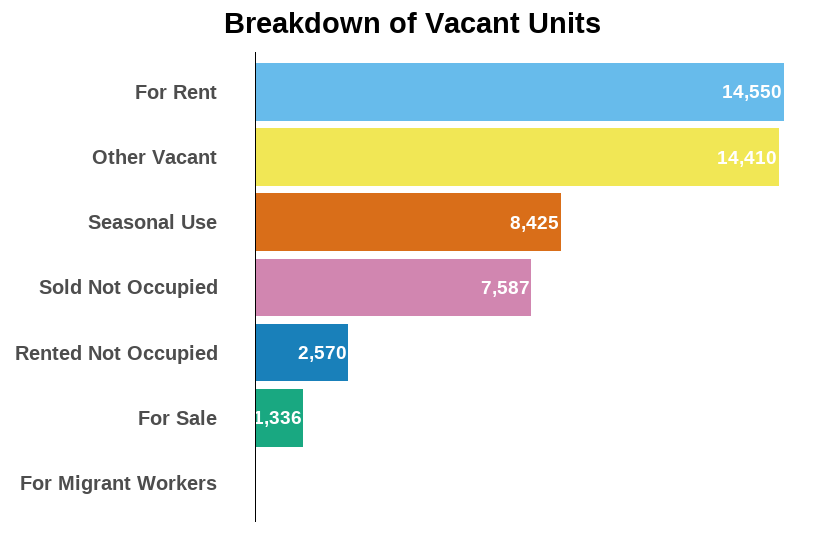 Breakdown of Vacant Units
For Rent 14,550
Other Vacant 14,410
Seasonal Use 8,425
Sold Not Occupied 7,587
Rented Not Occupied 2,570
For Sale 1,336
For Migrant Workers